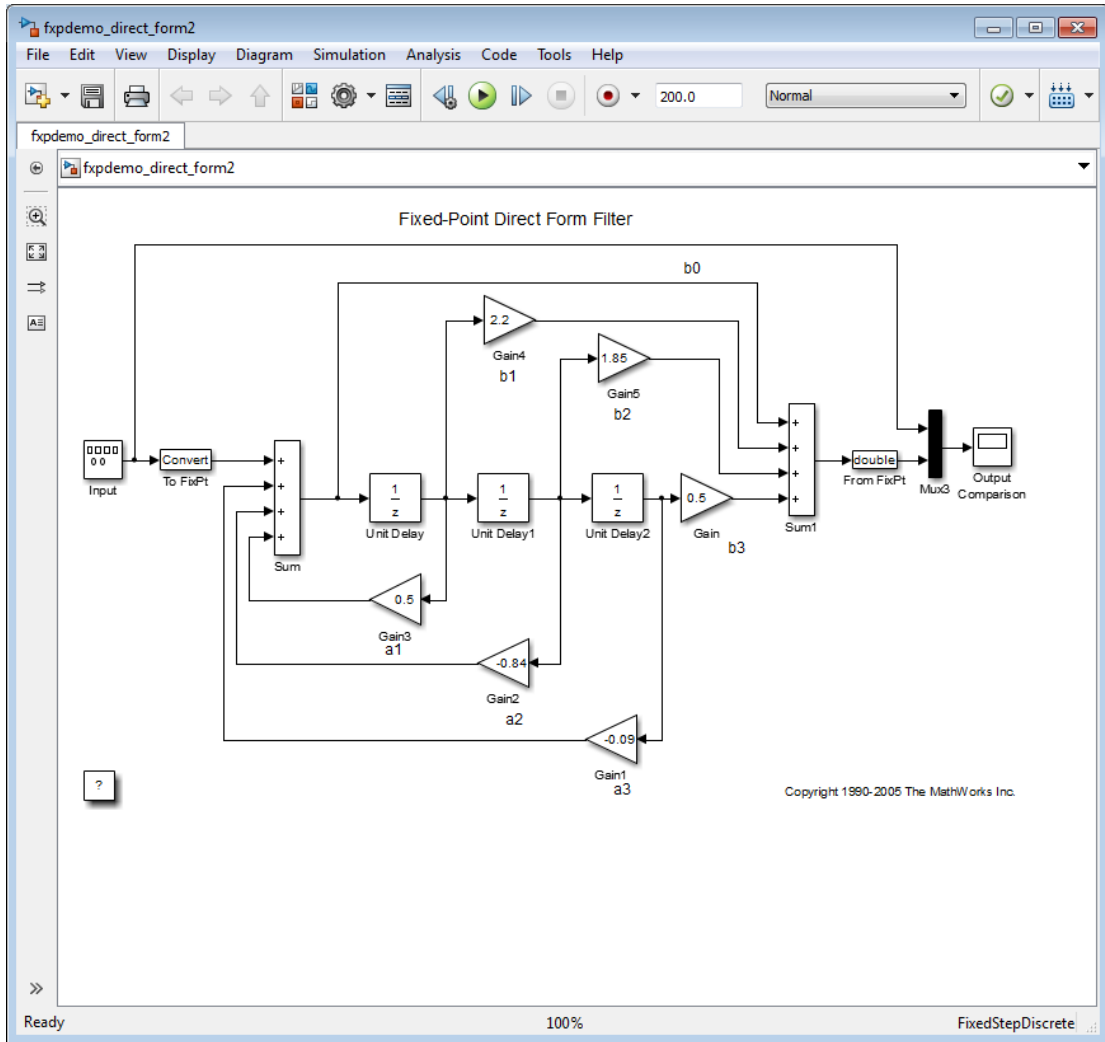 fxpdemo_direct_form2
File Edit View Display Diagram Simulation Analysis Code Tools Help
200.0 Normal
fxpdemo_direct_form2
fxpdemo_direct_form2
Fixed-Point Direct Form Filter
b0
2.2
Gain4
b1
1.85
Gain5
b2
Input
Convert
To FixPt
+
+
+
+
Sum
1
z
Unit Delay
1
z
Unit Delay1
1
z
Unit Delay2
0.5
Gain
b3
+
+
+
+
Sum1
double
From FixPt
Mux3
Output
Comparison
0.5
Gain3
a1
-0.84
Gain2
a2
-0.09
Gain1
a3
?
Copyright 1990-2005 The MathWorks Inc.
Ready 100% FixedStepDiscrete